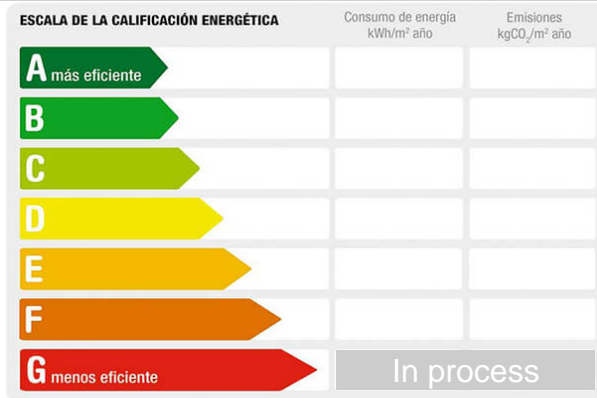 ESCALA DE LA CALIFICACIÓN ENERGÉTICA
Consumo de energía
kWh/m² año
Emisiones
kgCO₂/m² año
A más eficiente
B
C
D
E
F
G menos eficiente
In process